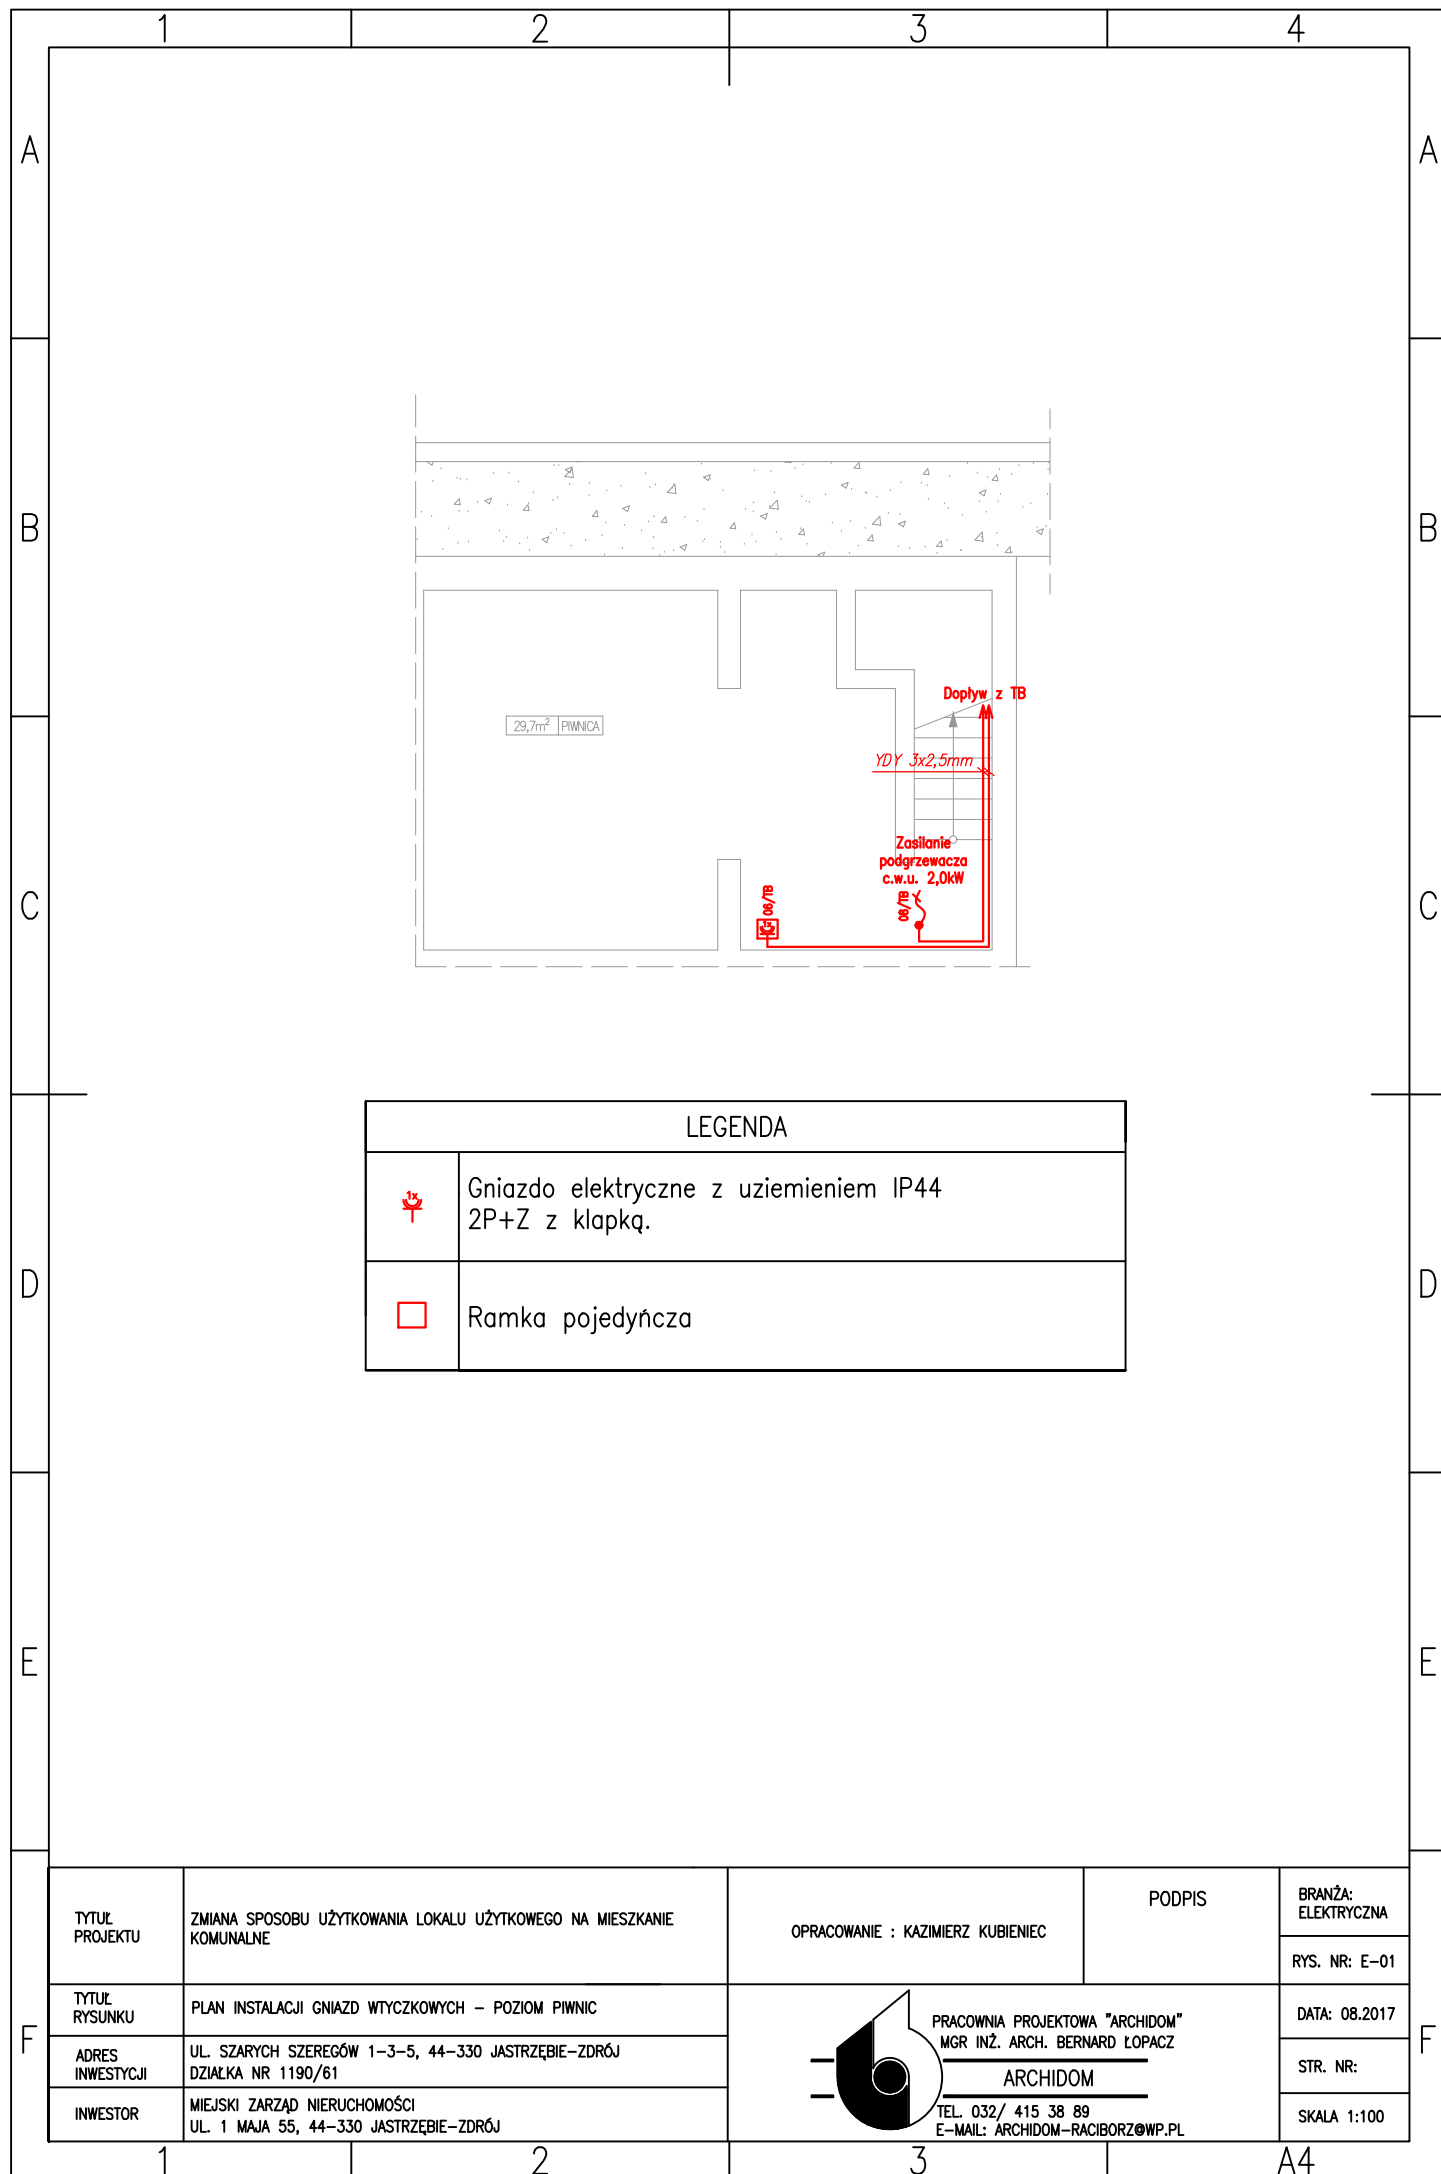 1 2 3 4
A A
B B
C C
D D
E E
F F
29,7m² PIWNICA
Dopływ z TB
YDY 3x2,5mm
Zasilanie
podgrzewacza
c.w.u. 2,0kW
06/TB
06/TB
1x
LEGENDA
1x
Gniazdo elektryczne z uziemieniem IP44
2P+Z z klapką.
Ramka pojedyńcza
TYTUŁ
PROJEKTU
ZMIANA SPOSOBU UŻYTKOWANIA LOKALU UŻYTKOWEGO NA MIESZKANIE
KOMUNALNE
OPRACOWANIE : KAZIMIERZ KUBIENIEC
PODPIS
BRANŻA:
ELEKTRYCZNA
RYS. NR: E-01
TYTUŁ
RYSUNKU
PLAN INSTALACJI GNIAZD WTYCZKOWYCH – POZIOM PIWNIC
ADRES
INWESTYCJI
UL. SZARYCH SZEREGÓW 1-3-5, 44-330 JASTRZĘBIE-ZDRÓJ
DZIAŁKA NR 1190/61
INWESTOR
MIEJSKI ZARZĄD NIERUCHOMOŚCI
UL. 1 MAJA 55, 44-330 JASTRZĘBIE-ZDRÓJ
PRACOWNIA PROJEKTOWA "ARCHIDOM"
MGR INŻ. ARCH. BERNARD ŁOPACZ
ARCHIDOM
TEL. 032/ 415 38 89
E-MAIL: ARCHIDOM-RACIBORZ@WP.PL
DATA: 08.2017
STR. NR:
SKALA 1:100
1 2 3 A4